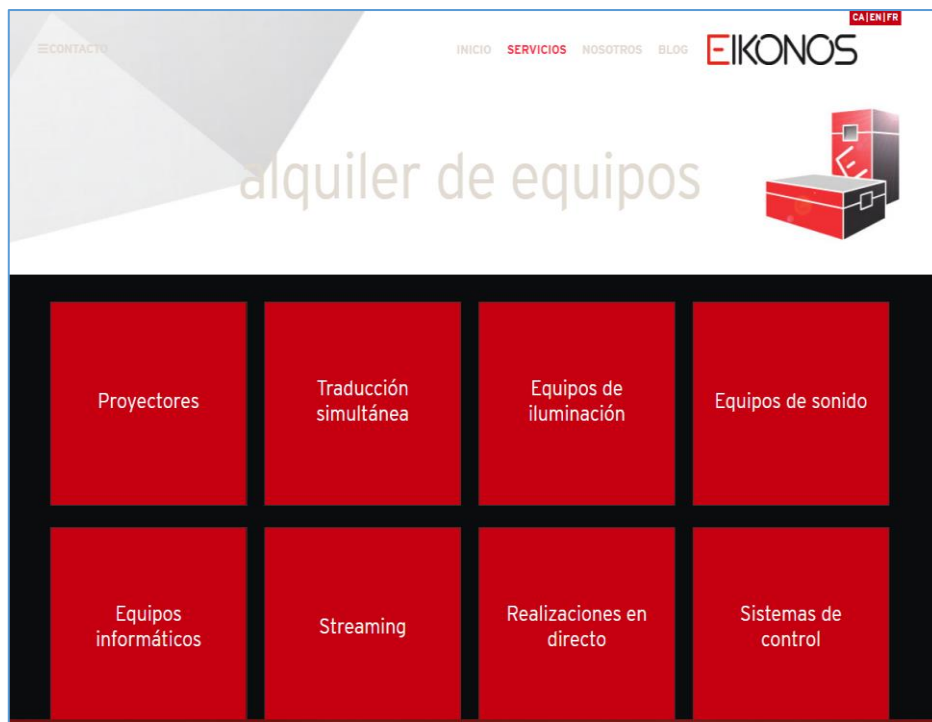 CA|EN|FR
☰CONTACTO
INICIO SERVICIOS NOSOTROS BLOG
EIKONOS
alquiler de equipos
E
Proyectores
Traducción
simultánea
Equipos de
iluminación
Equipos de sonido
Equipos
informáticos
Streaming
Realizaciones en
directo
Sistemas de
control